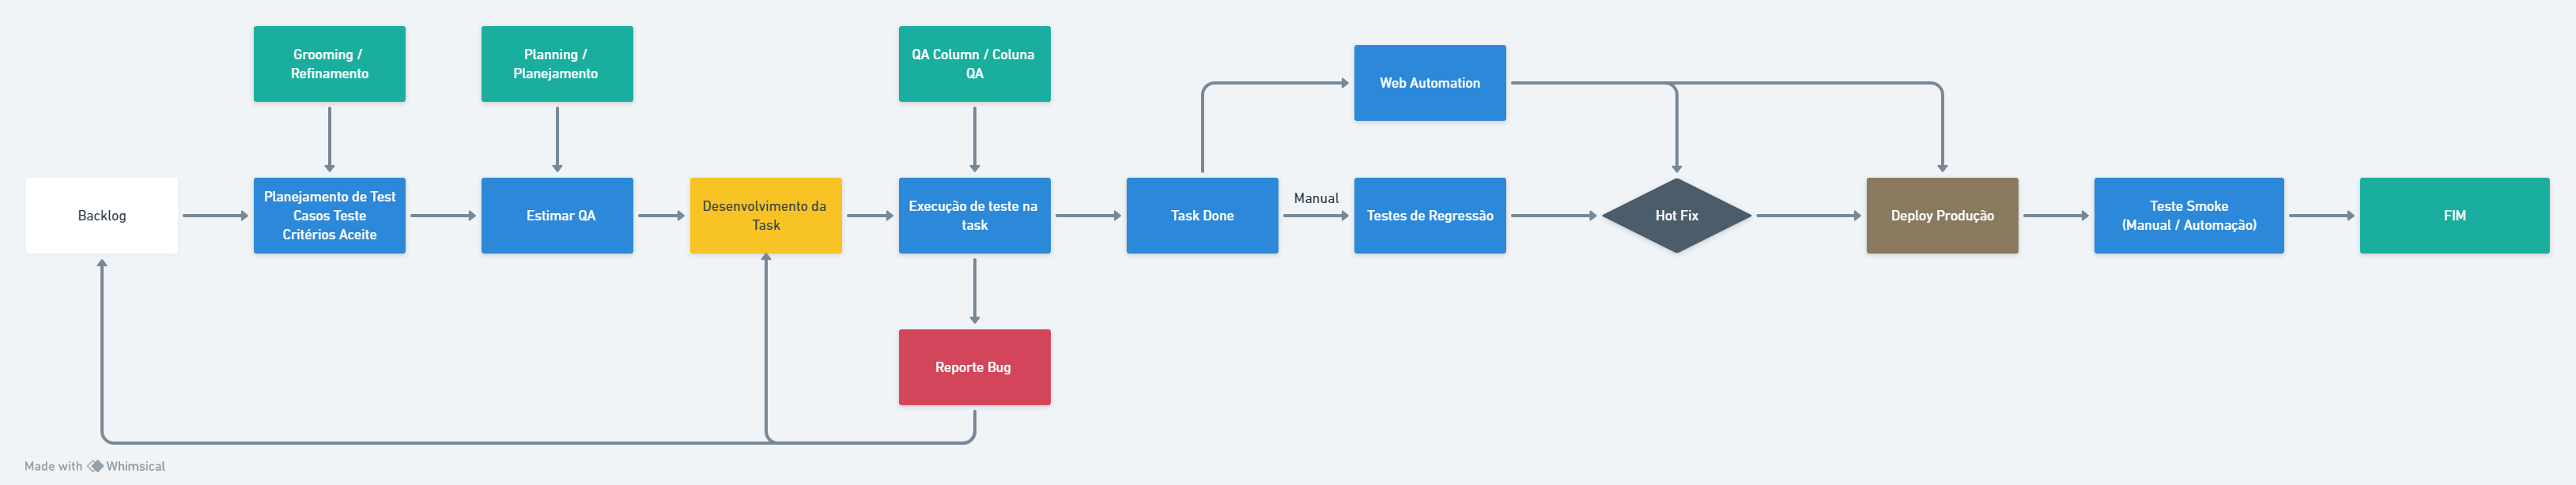 Grooming /
Refinamento
Planning /
Planejamento
QA Column / Coluna
QA
Web Automation
Backlog
Planejamento de Test
Casos Teste
Critérios Aceite
Estimar QA
Desenvolvimento da
Task
Execução de teste na
task
Task Done
Manual
Testes de Regressão
Hot Fix
Deploy Produção
Teste Smoke
(Manual / Automação)
FIM
Reporte Bug
Made with Whimsical